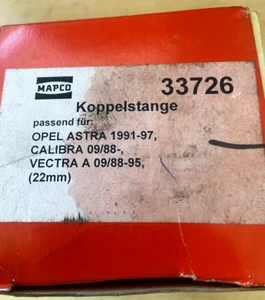 MAPCO
33726
Koppelstange
passend für:
OPEL ASTRA 1991-97,
CALIBRA 09/88-,
VECTRA A 09/88-95,
(22mm)